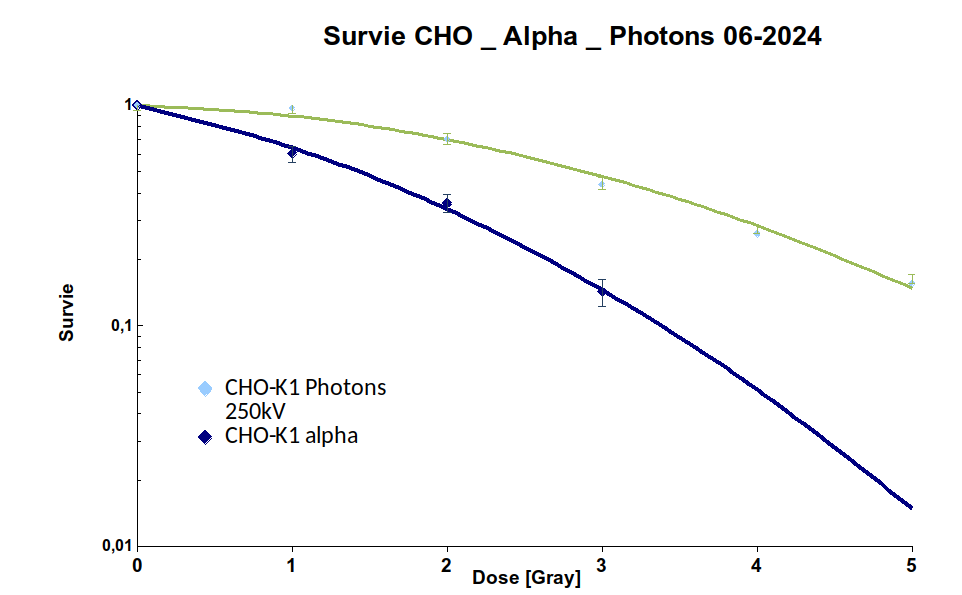 Survie CHO _ Alpha _ Photons 06-2024
1
Survie
0,1
CHO-K1 Photons
250kV
CHO-K1 alpha
0,01
0 1 2 3 4 5
Dose [Gray]